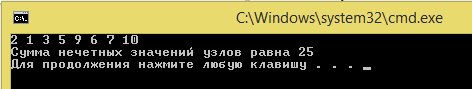 C:\Windows\system32\cmd.exe
2 1 3 5 9 6 7 10
Сумма нечетных значений узлов равна 25
Для продолжения нажмите любую клавишу . . . _